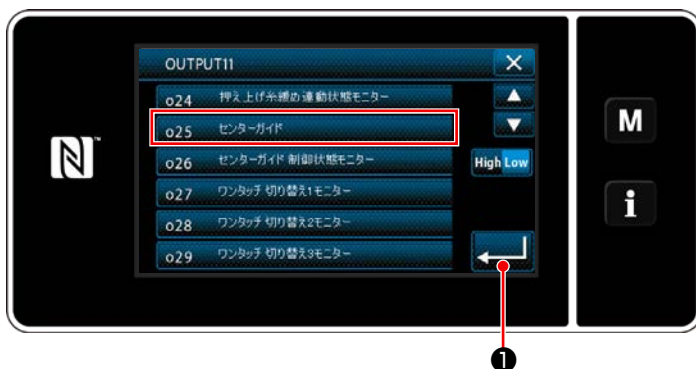 OUTPUT11
o24 押え上げ糸緩め連動状態モニター
o25 センターガイド
o26 センターガイド 制御状態モニター
High Low
o27 ワンタッチ 切り替え1モニター
o28 ワンタッチ 切り替え2モニター
o29 ワンタッチ 切り替え3モニター
M
i
❶